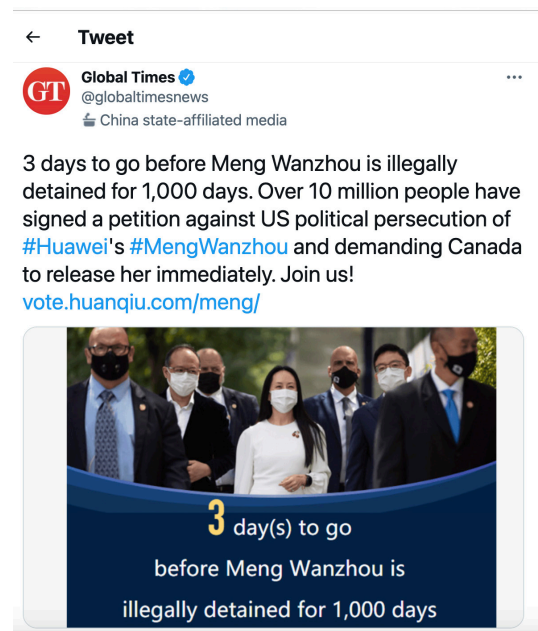 Tweet
GT
Global Times
@globaltimesnews
China state-affiliated media
3 days to go before Meng Wanzhou is illegally
detained for 1,000 days. Over 10 million people have
signed a petition against US political persecution of
#Huawei's #MengWanzhou and demanding Canada
to release her immediately. Join us!
vote.huanqiu.com/meng/
3 day(s) to go
before Meng Wanzhou is
illegally detained for 1,000 days